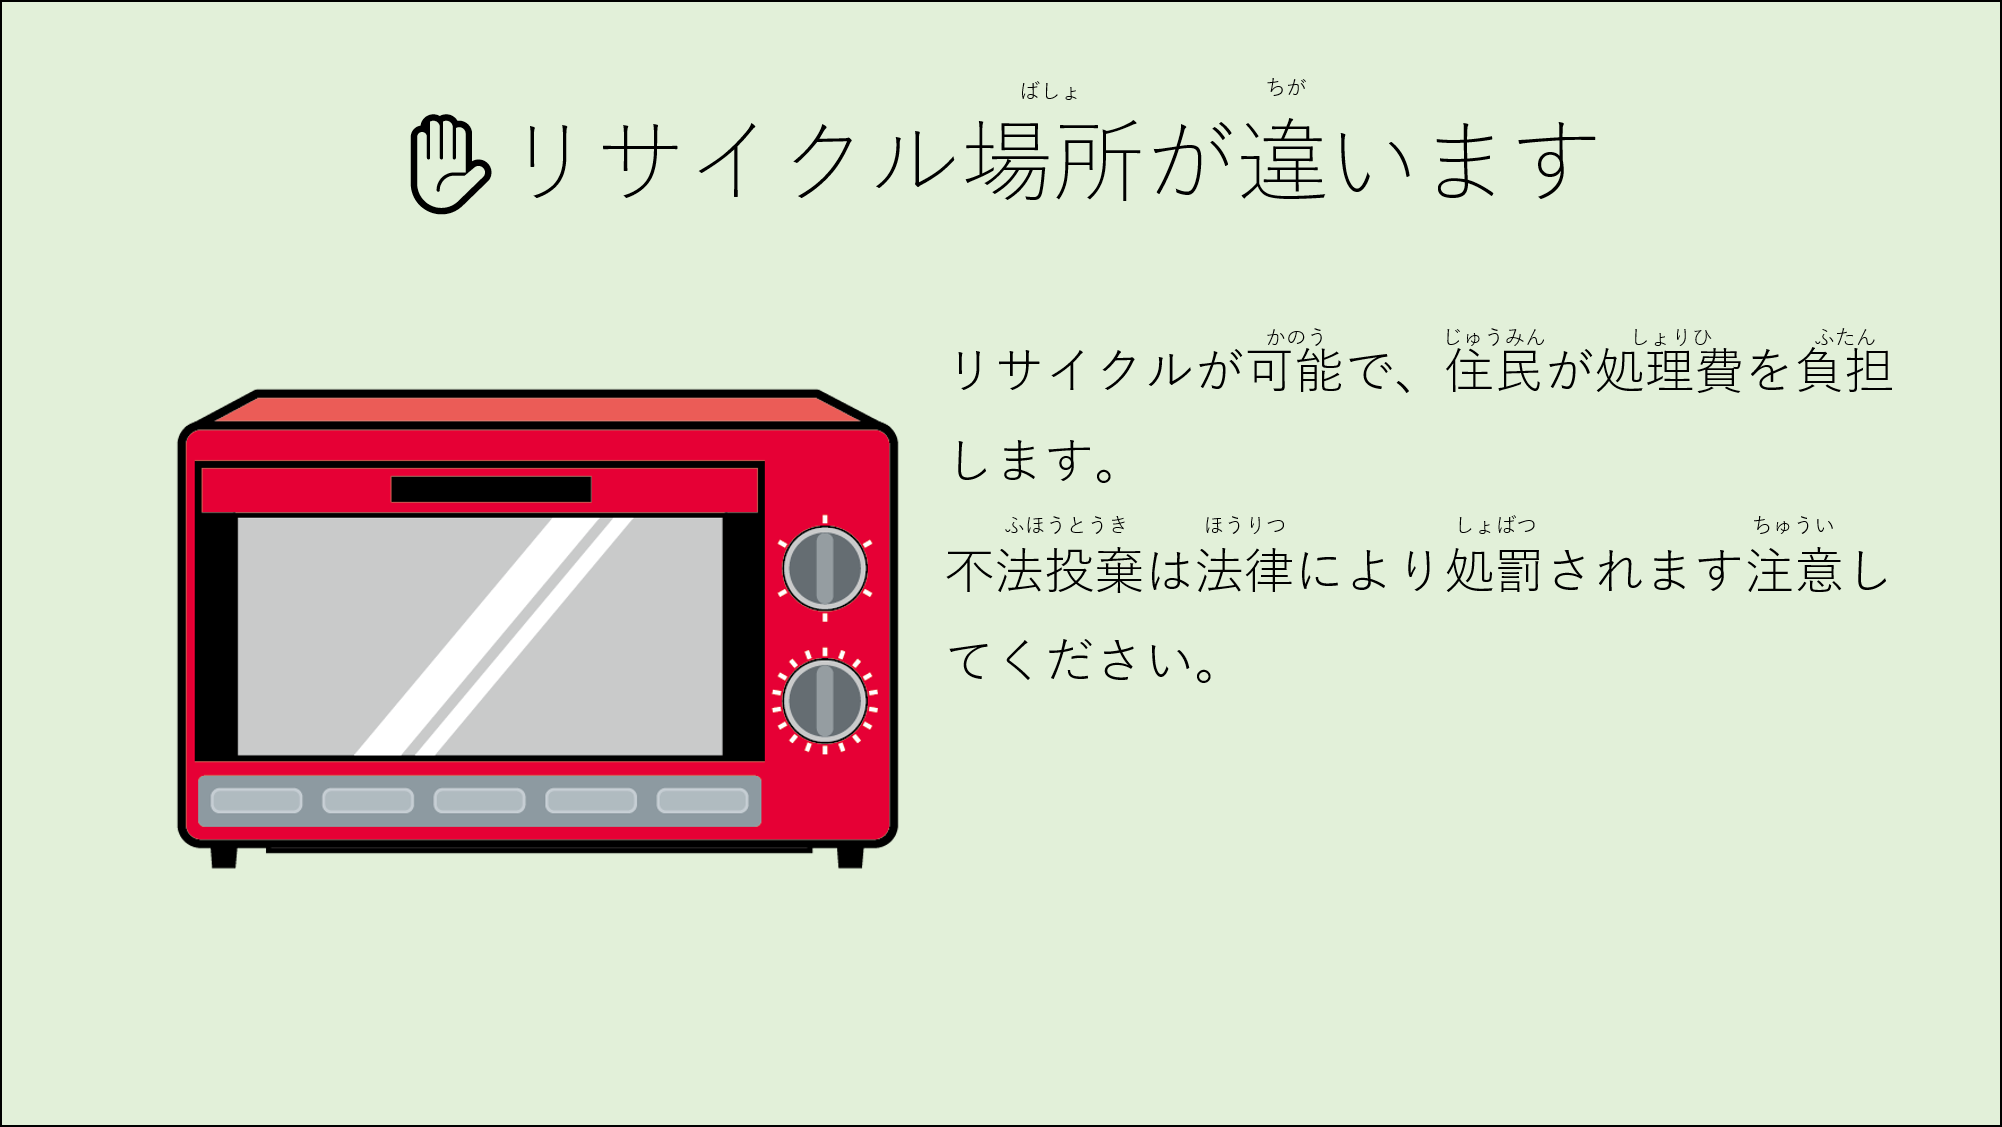 ばしょ ちが
リサイクル場所が違います
かのう じゅうみん しょりひ ふたん
リサイクルが可能で、住民が処理費を負担
します。
ふほうとうき ほうりつ しょばつ ちゅうい
不法投棄は法律により処罰されます注意し
てください。